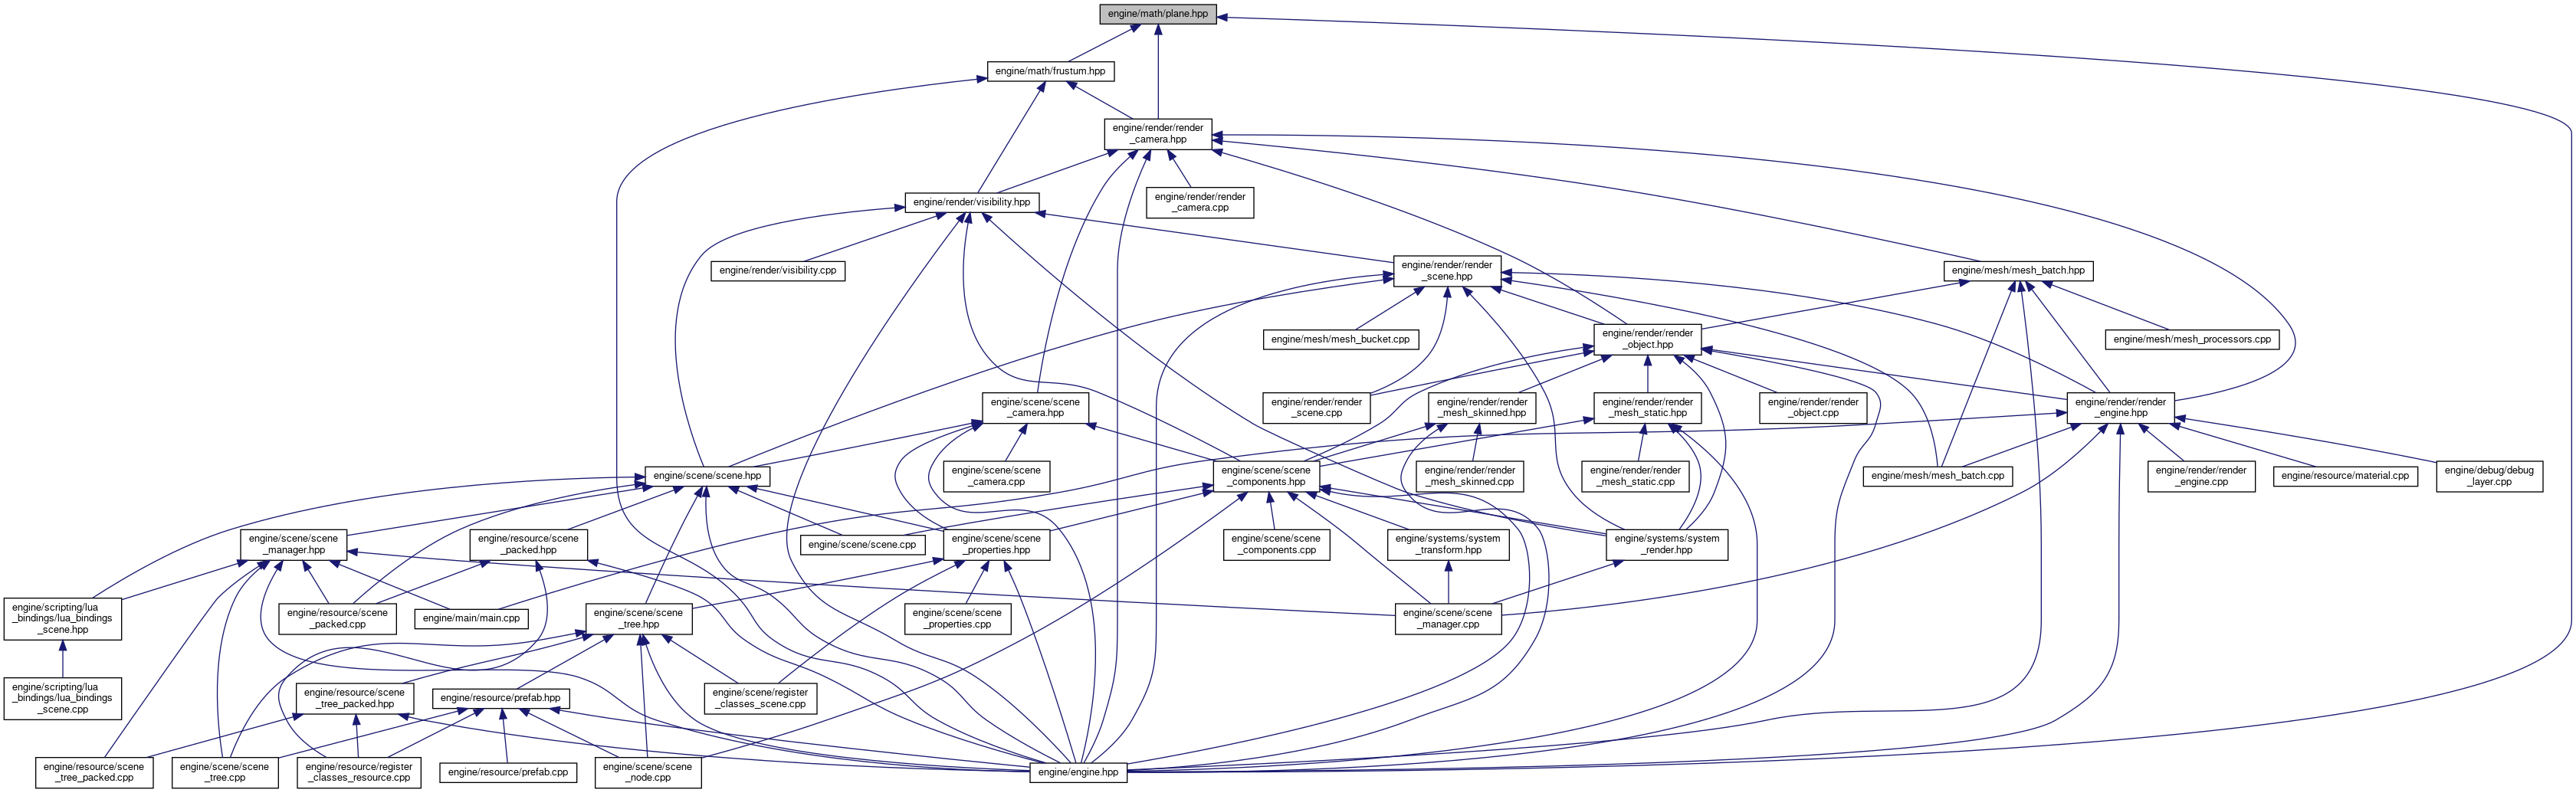 engine/math/plane.hpp
engine/math/frustum.hpp
engine/render/render
_camera.hpp
engine/render/visibility.hpp
engine/render/render
_camera.cpp
engine/render/visibility.cpp
engine/render/render
_scene.hpp
engine/mesh/mesh_batch.hpp
engine/mesh/mesh_bucket.cpp
engine/render/render
_object.hpp
engine/mesh/mesh_processors.cpp
engine/scene/scene
_camera.hpp
engine/render/render
_scene.cpp
engine/render/render
_mesh_skinned.hpp
engine/render/render
_mesh_static.hpp
engine/render/render
_object.cpp
engine/render/render
_engine.hpp
engine/scene/scene.hpp
engine/scene/scene
_camera.cpp
engine/scene/scene
_components.hpp
engine/render/render
_mesh_skinned.cpp
engine/render/render
_mesh_static.cpp
engine/mesh/mesh_batch.cpp
engine/render/render
_engine.cpp
engine/resource/material.cpp
engine/debug/debug
_layer.cpp
engine/scene/scene
_manager.hpp
engine/resource/scene
_packed.hpp
engine/scene/scene.cpp
engine/scene/scene
_properties.hpp
engine/scene/scene
_components.cpp
engine/systems/system
_transform.hpp
engine/systems/system
_render.hpp
engine/scripting/lua
_bindings/lua_bindings
_scene.hpp
engine/resource/scene
_packed.cpp
engine/main/main.cpp
engine/scene/scene
_tree.hpp
engine/scene/scene
_properties.cpp
engine/scene/scene
_manager.cpp
engine/scripting/lua
_bindings/lua_bindings
_scene.cpp
engine/resource/scene
_tree_packed.hpp
engine/resource/prefab.hpp
engine/scene/register
_classes_scene.cpp
engine/resource/scene
_tree_packed.cpp
engine/scene/scene
_tree.cpp
engine/resource/register
_classes_resource.cpp
engine/resource/prefab.cpp
engine/scene/scene
_node.cpp
engine/engine.hpp